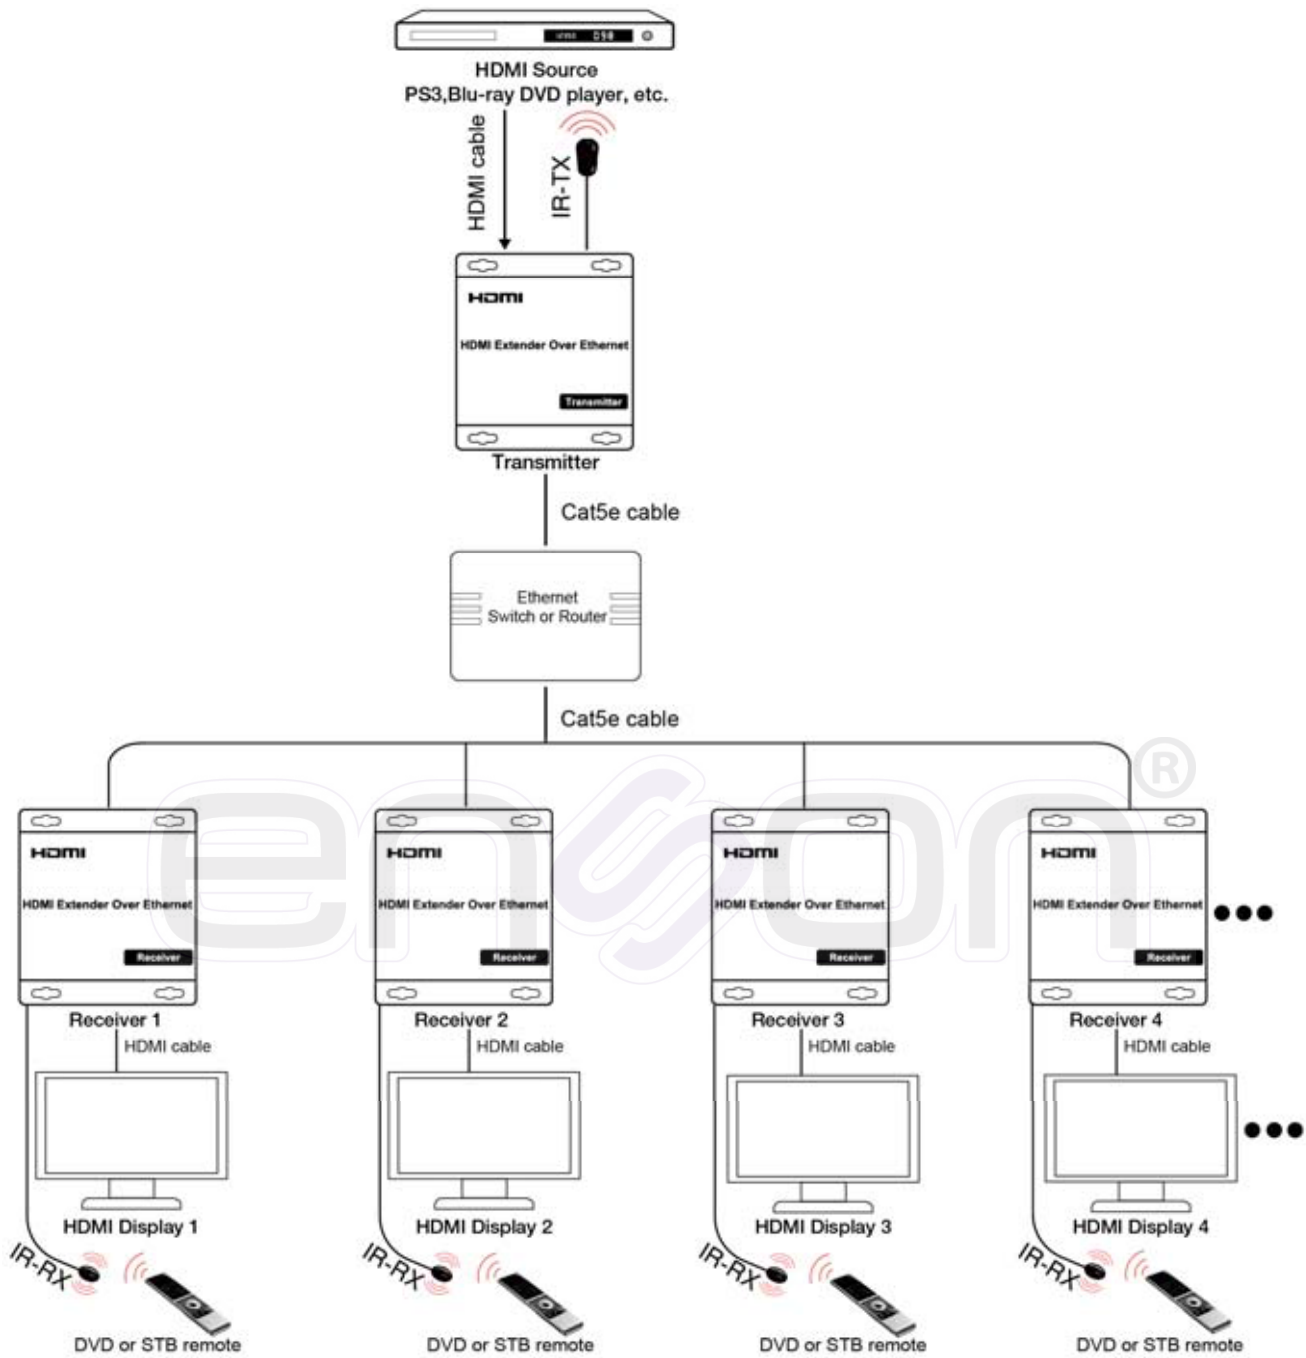 HDMI Source
PS3,Blu-ray DVD player, etc.
HDMI cable
IR-TX
HDMI
HDMI Extender Over Ethernet
Transmitter
Transmitter
Cat5e cable
Ethernet
Switch or Router
Cat5e cable
enson®
HDMI
HDMI Extender Over Ethernet
Receiver
Receiver 1
HDMI cable
HDMI Display 1
IR-RX
DVD or STB remote
HDMI
HDMI Extender Over Ethernet
Receiver
Receiver 2
HDMI cable
HDMI Display 2
IR-RX
DVD or STB remote
HDMI
HDMI Extender Over Ethernet
Receiver
Receiver 3
HDMI cable
HDMI Display 3
IR-RX
DVD or STB remote
HDMI
HDMI Extender Over Ethernet
Receiver
Receiver 4
HDMI cable
HDMI Display 4
IR-RX
DVD or STB remote